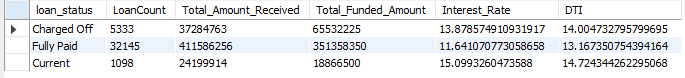 loan_status LoanCount Total_Amount_Received Total_Funded_Amount Interest_Rate DTI
Charged Off 5333 37284763 65532225 13.878574910931917 14.004732795799695
Fully Paid 32145 411586256 351358350 11.641070773058658 13.167350754394164
Current 1098 24199914 18866500 15.0993260473588 14.724344262295068